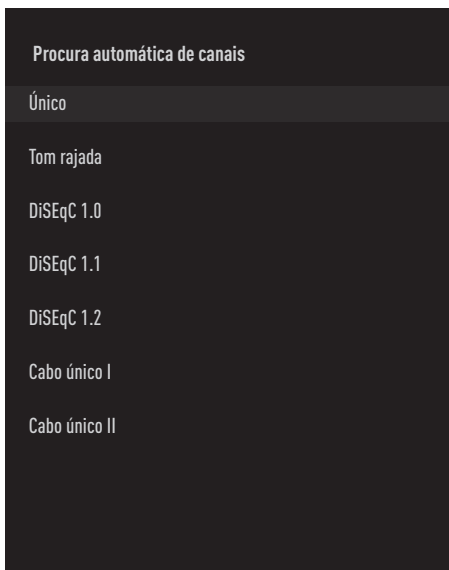 Procura automática de canais
Único
Tom rajada
DiSEqC 1.0
DiSEqC 1.1
DiSEqC 1.2
Cabo único I
Cabo único II